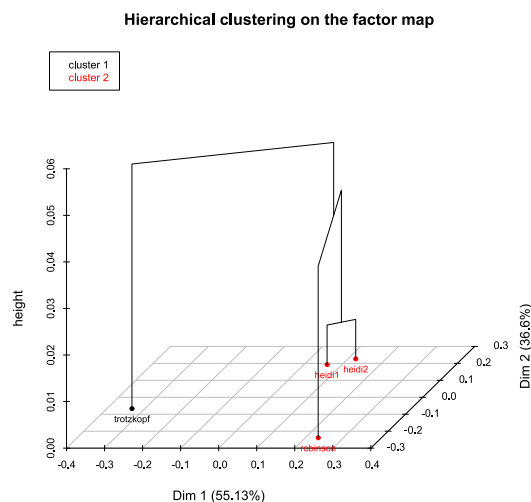 Hierarchical clustering on the factor map
cluster 1
cluster 2
0.06
0.05
0.04
0.03
0.02
0.01
0.00
height
-0.4 -0.3 -0.2 -0.1 0.0 0.1 0.2 0.3 0.4
Dim 1 (55.13%)
0.3
0.2
0.1
0.0
-0.1
-0.2
-0.3
Dim 2 (36.6%)
heidi1
heidi2
trotzkopf
robinson